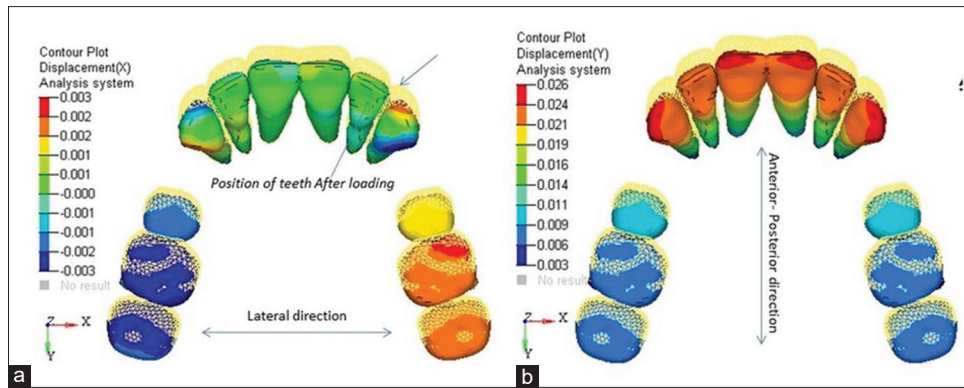 Contour Plot
Displacement(X)
Analysis system
0.003
0.002
0.002
0.001
0.001
-0.000
-0.001
-0.001
-0.002
-0.003
No result
Z
X
Y
Position of teeth After loading
Lateral direction
a
Contour Plot
Displacement(Y)
Analysis system
0.026
0.024
0.021
0.019
0.016
0.014
0.011
0.009
0.006
0.003
No result
Z
X
Y
Anterior- Posterior direction
b